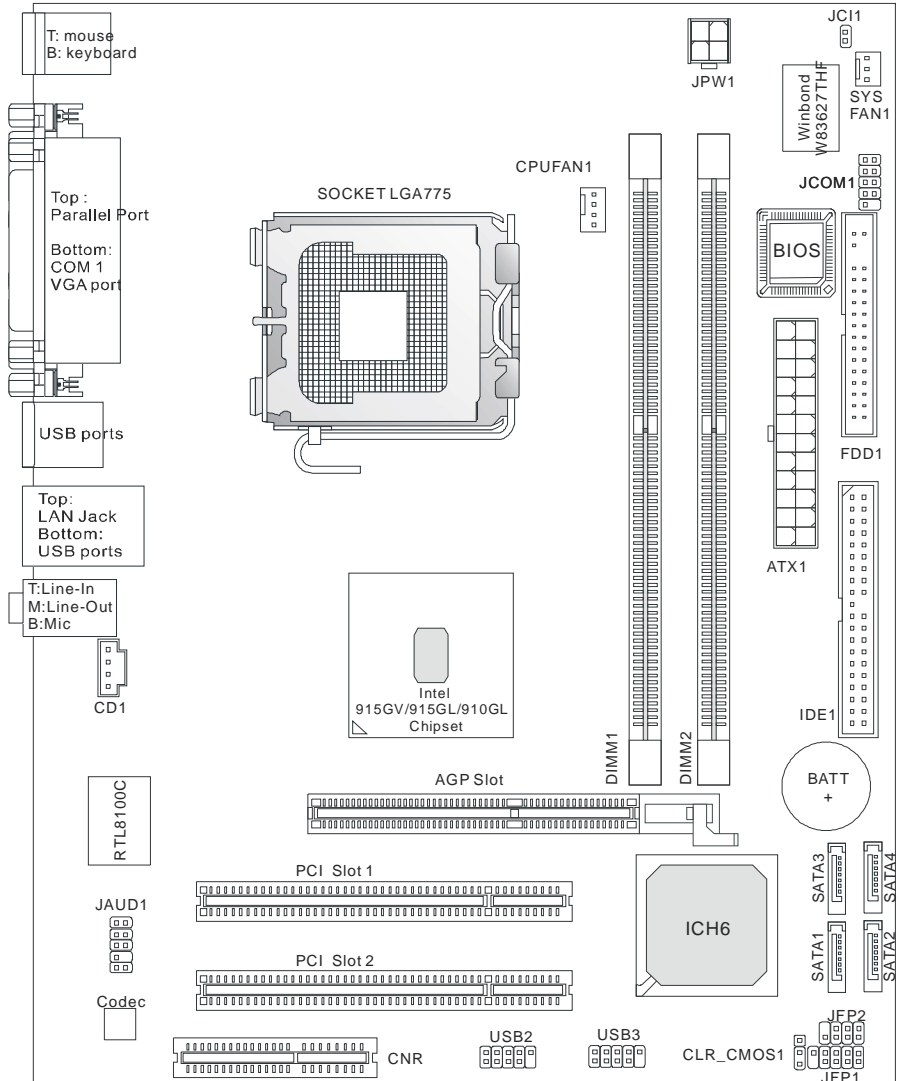 T: mouse
B: keyboard
JCI1
JPW1
Winbond
W83627THF
SYS
FAN1
CPUFAN1
SOCKET LGA775
JCOM1
Top :
Parallel Port
Bottom:
COM 1
VGA port
BIOS
USB ports
FDD1
Top:
LAN Jack
Bottom:
USB ports
ATX1
T:Line-In
M:Line-Out
B:Mic
CD1
Intel
915GV/915GL/910GL
Chipset
IDE1
DIMM1
DIMM2
AGP Slot
BATT
+
RTL8100C
PCI Slot 1
SATA3
SATA4
JAUD1
ICH6
SATA1
SATA2
PCI Slot 2
Codec
CNR
USB2
USB3
CLR_CMOS1
JFP2
JFP1